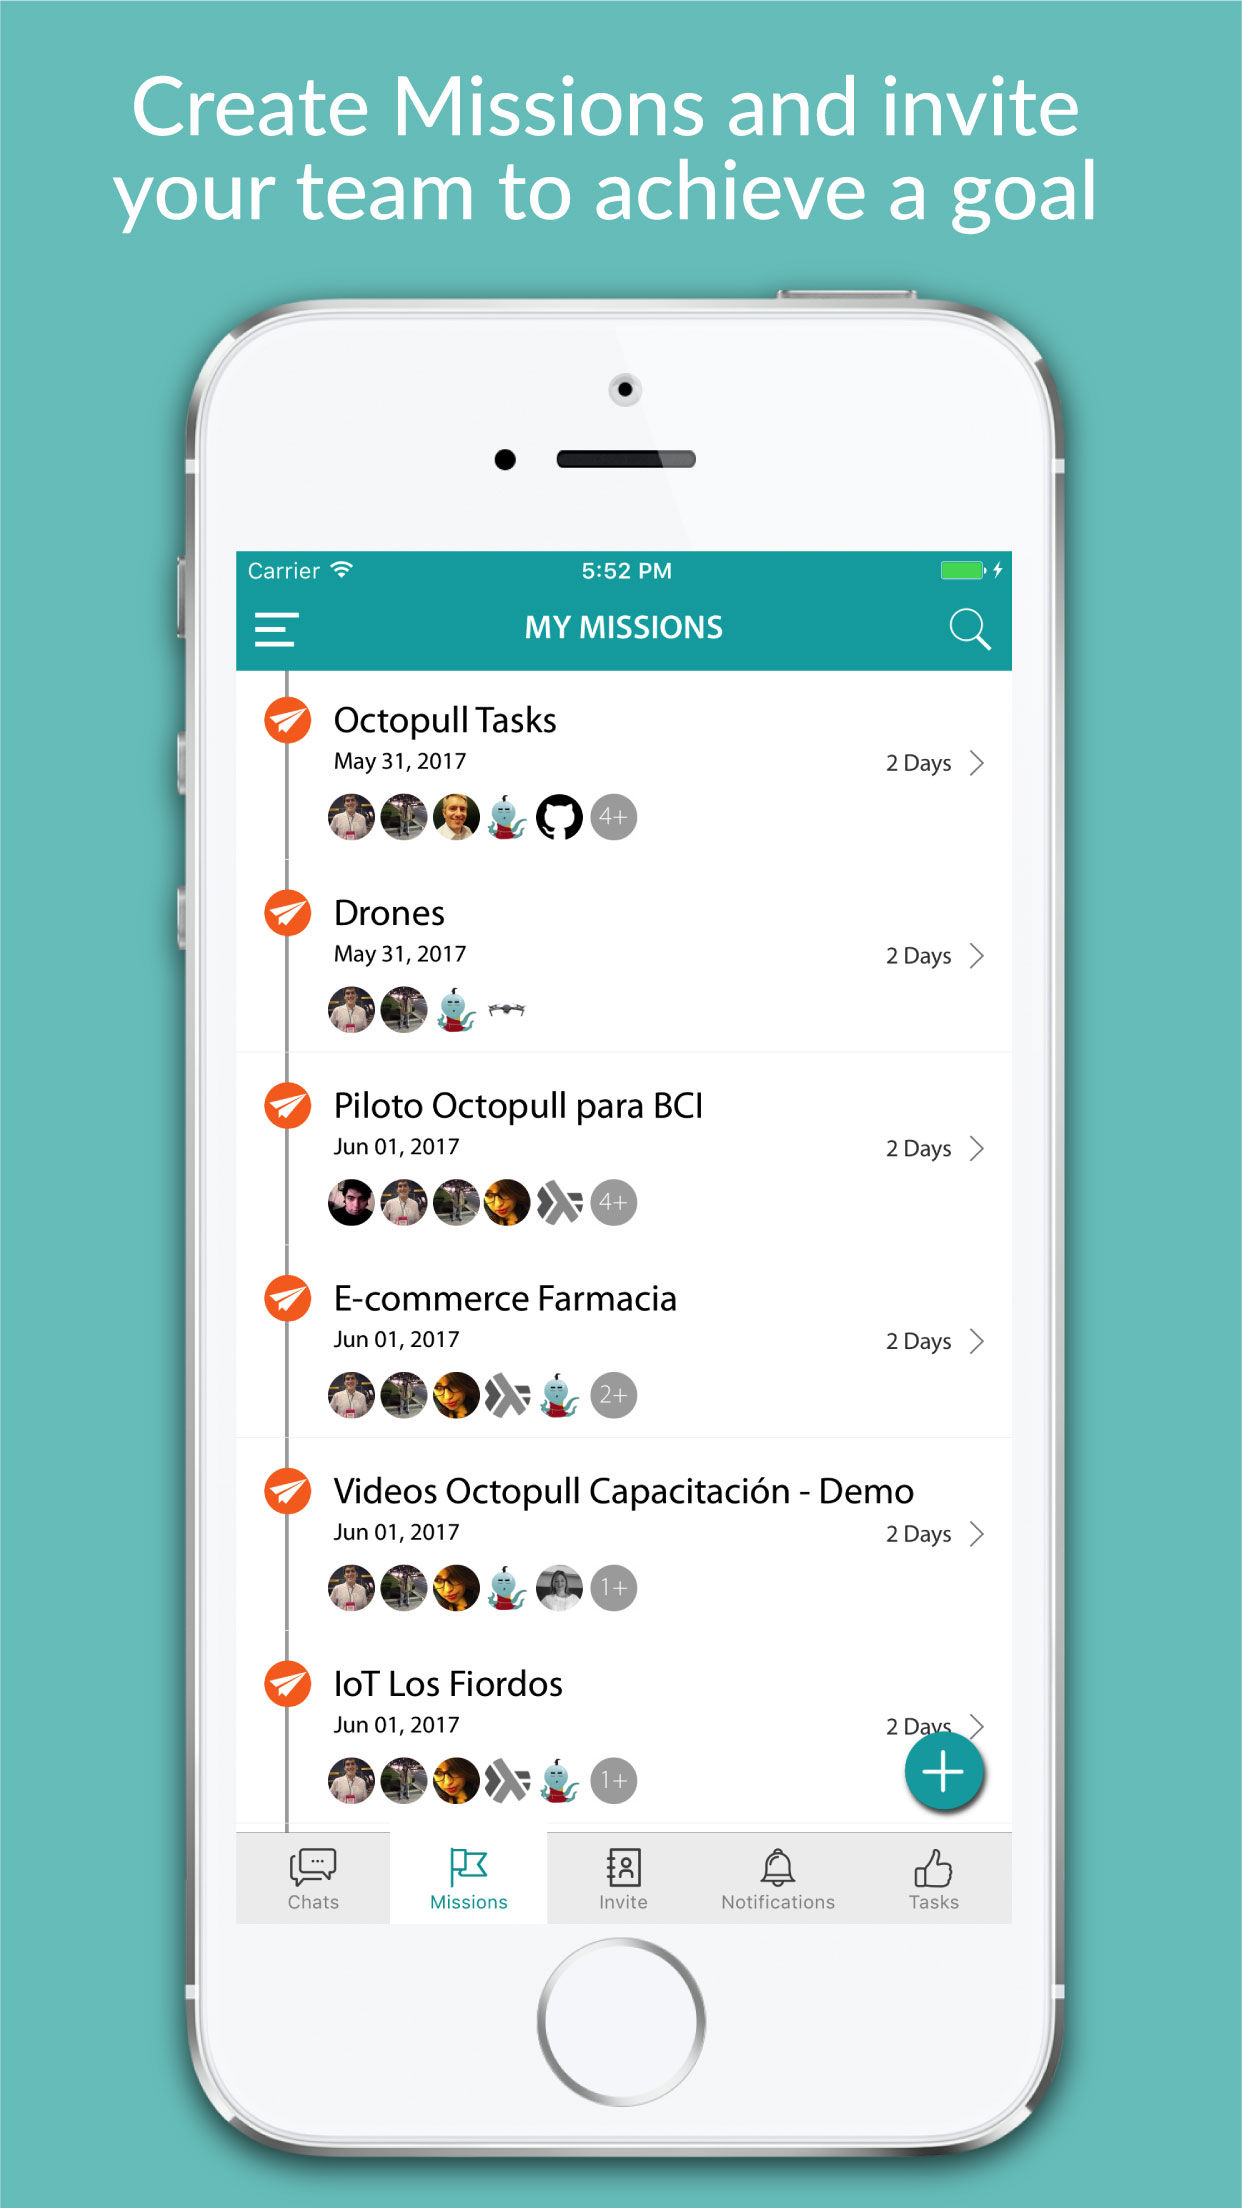 Create Missions and invite
your team to achieve a goal
Carrier 5:52 PM
MY MISSIONS
Octopull Tasks
May 31, 2017
2 Days
4+
Drones
May 31, 2017
2 Days
Piloto Octopull para BCI
Jun 01, 2017
2 Days
4+
E-commerce Farmacia
Jun 01, 2017
2 Days
2+
Videos Octopull Capacitación - Demo
Jun 01, 2017
2 Days
1+
IoT Los Fiordos
Jun 01, 2017
2 Days
1+
Chats Missions Invite Notifications Tasks